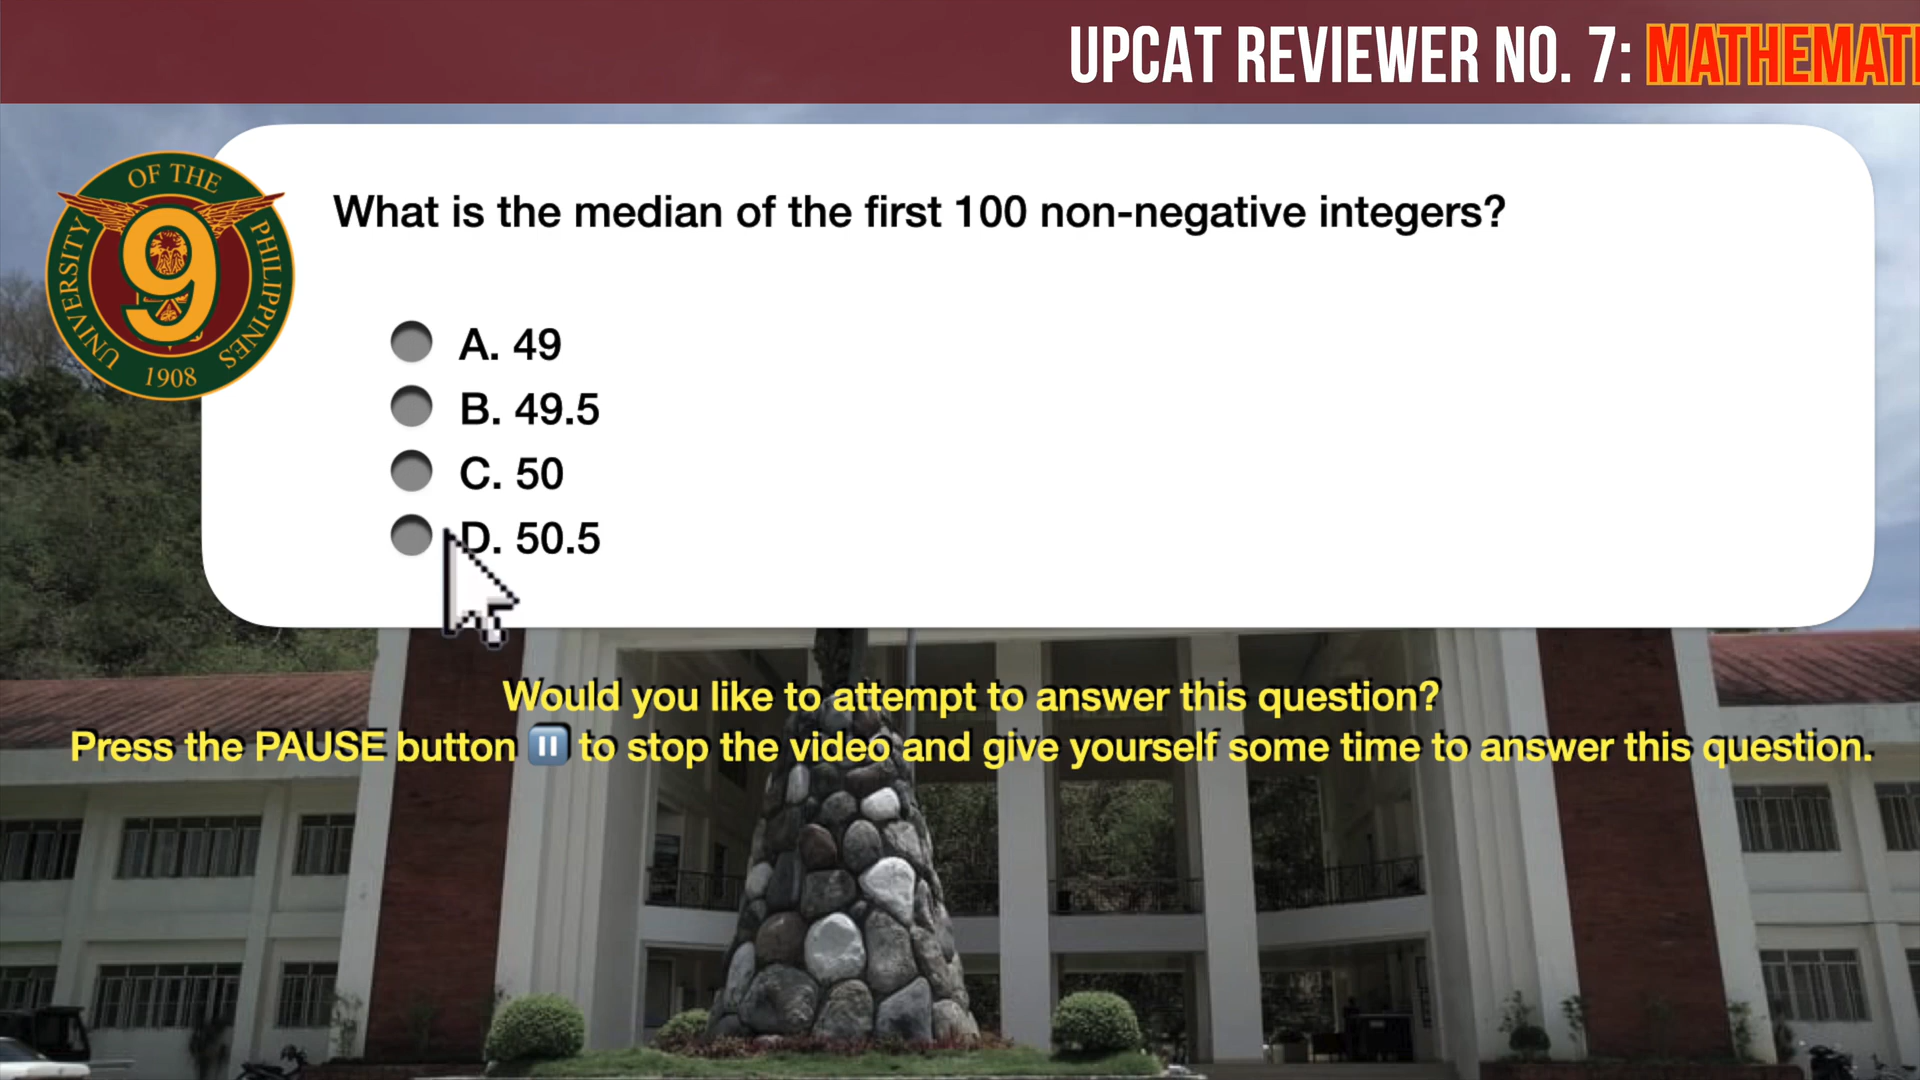 UPCAT REVIEWER NO. 7: MATHEMATI
OF THE
UNIVERSITY
PHILIPPINES
1908
9
What is the median of the first 100 non-negative integers?
A. 49
B. 49.5
C. 50
D. 50.5
Would you like to attempt to answer this question?
Press the PAUSE button ⏸️ to stop the video and give yourself some time to answer this question.